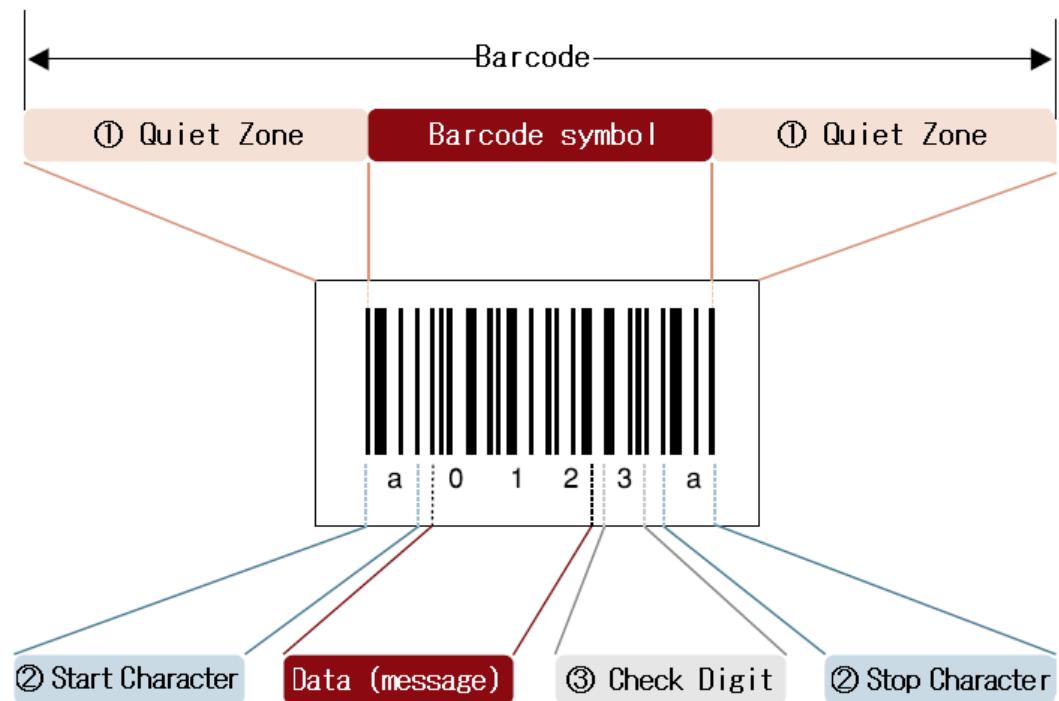 Barcode
① Quiet Zone Barcode symbol ① Quiet Zone
a 0 1 2 3 a
② Start Character Data (message) ③ Check Digit ② Stop Character